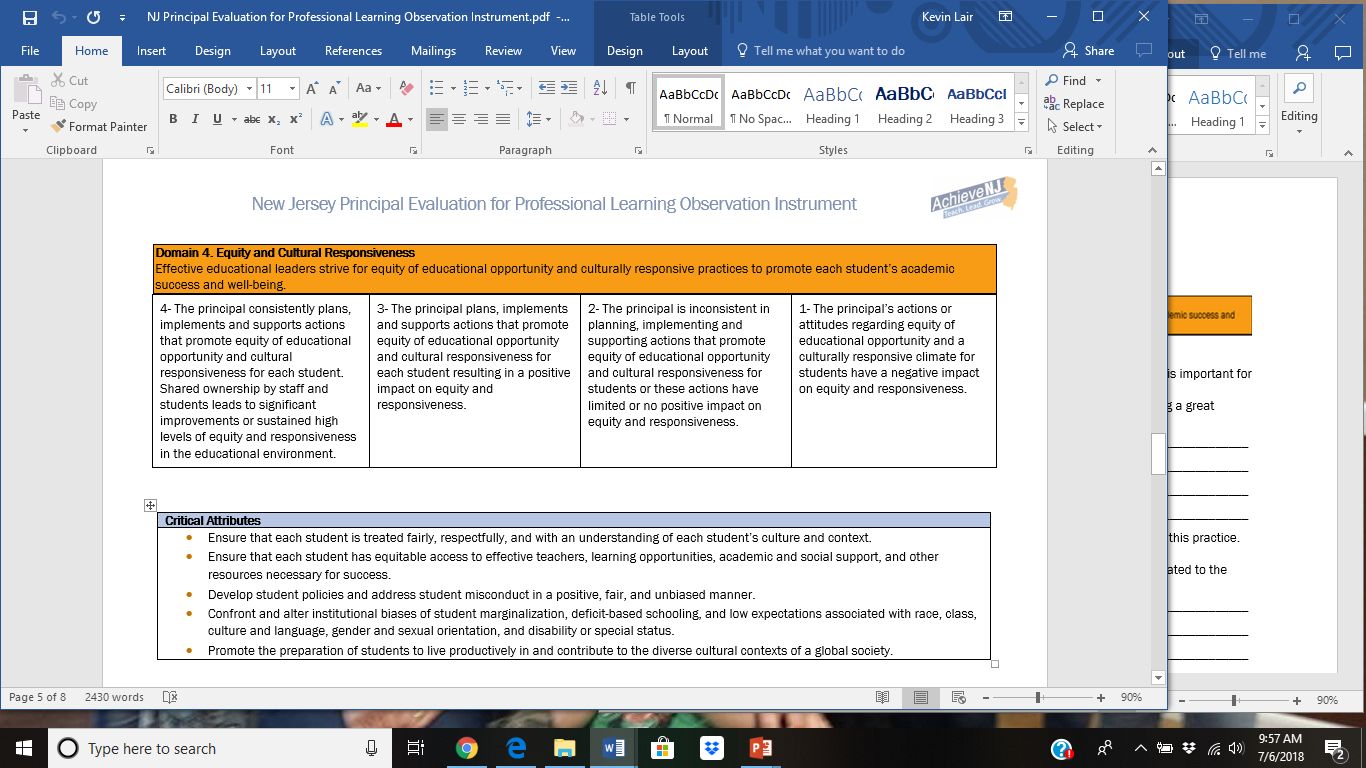 NJ Principal Evaluation for Professional Learning Observation Instrument.pdf -...
Table Tools
Kevin Lair
File Home Insert Design Layout References Mailings Review View Design Layout Tell me what you want to do Share
out Tell me
Cut
Copy
Format Painter
Paste
Calibri (Body) 11
AaBbCcDc AaBbCcDc AaBbCc AaBbC AaBbCcI
¶ Normal ¶ No Spac... Heading 1 Heading 2 Heading 3
Find
Replace
Select
AaBbCc
... Heading 1
Editing
Clipboard Font Paragraph Styles Editing
New Jersey Principal Evaluation for Professional Learning Observation Instrument
AchieveNJ
Teach. Lead. Grow.
Domain 4. Equity and Cultural Responsiveness
Effective educational leaders strive for equity of educational opportunity and culturally responsive practices to promote each student's academic
success and well-being.
4- The principal consistently plans,
implements and supports actions
that promote equity of educational
opportunity and cultural
responsiveness for each student.
Shared ownership by staff and
students leads to significant
improvements or sustained high
levels of equity and responsiveness
in the educational environment.
3- The principal plans, implements
and supports actions that promote
equity of educational opportunity
and cultural responsiveness for
each student resulting in a positive
impact on equity and
responsiveness.
2- The principal is inconsistent in
planning, implementing and
supporting actions that promote
equity of educational opportunity
and cultural responsiveness for
students or these actions have
limited or no positive impact on
equity and responsiveness.
1- The principal's actions or
attitudes regarding equity of
educational opportunity and a
culturally responsive climate for
students have a negative impact
on equity and responsiveness.
Critical Attributes
• Ensure that each student is treated fairly, respectfully, and with an understanding of each student's culture and context.
• Ensure that each student has equitable access to effective teachers, learning opportunities, academic and social support, and other
resources necessary for success.
• Develop student policies and address student misconduct in a positive, fair, and unbiased manner.
• Confront and alter institutional biases of student marginalization, deficit-based schooling, and low expectations associated with race, class,
culture and language, gender and sexual orientation, and disability or special status.
• Promote the preparation of students to live productively in and contribute to the diverse cultural contexts of a global society.
demic success and
is important for
g a great
this practice.
ated to the
Page 5 of 8 2430 words
90%
90%
Type here to search
9:57 AM
7/6/2018
2